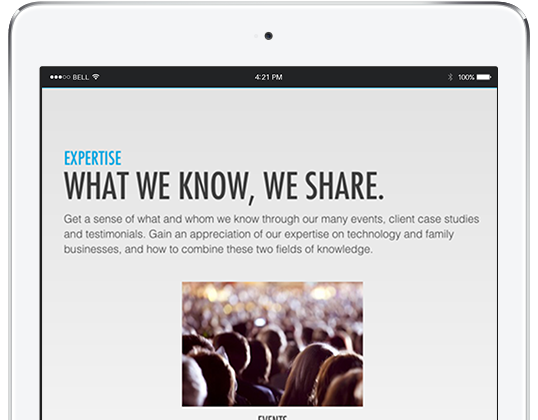 BELL 4:21 PM 100%
EXPERTISE
WHAT WE KNOW, WE SHARE.
Get a sense of what and whom we know through our many events, client case studies
and testimonials. Gain an appreciation of our expertise on technology and family
businesses, and how to combine these two fields of knowledge.
EVENTS